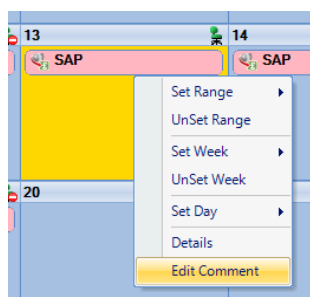 13
14
SAP
SAP
Set Range
UnSet Range
Set Week
UnSet Week
20
Set Day
Details
Edit Comment